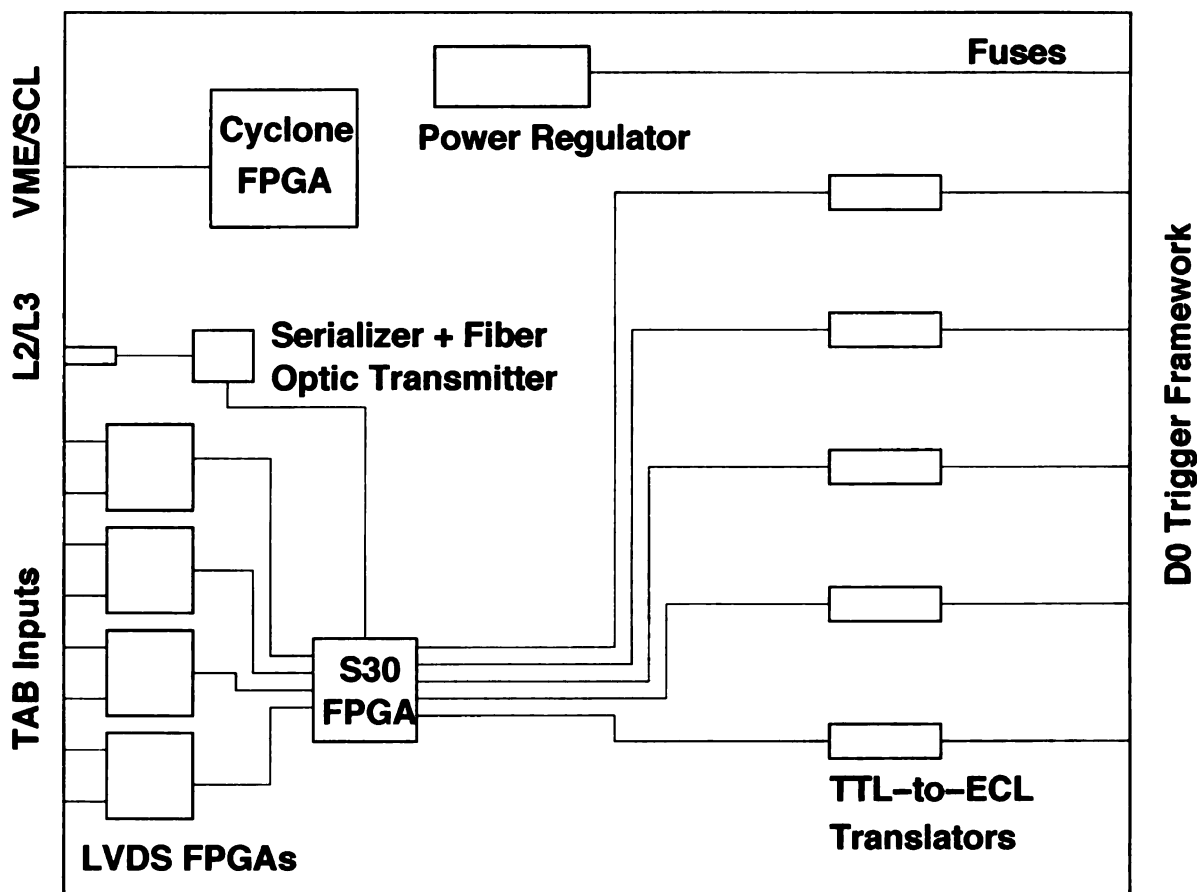 Fuses
VME/SCL
Cyclone
FPGA
Power Regulator
L2/L3
Serializer + Fiber
Optic Transmitter
D0 Trigger Framework
TAB Inputs
S30
FPGA
TTL-to-ECL
Translators
LVDS FPGAs